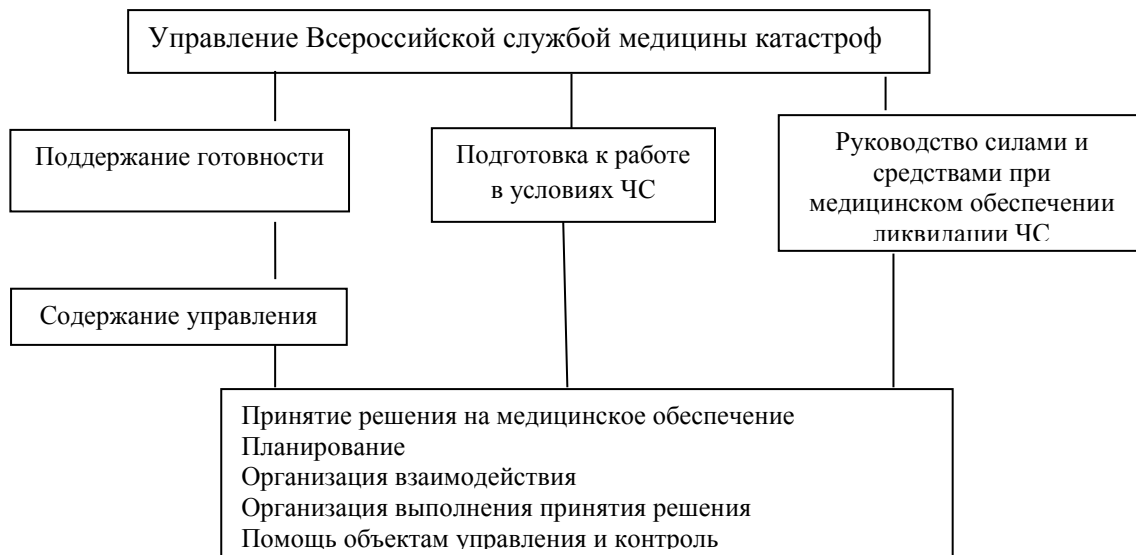 Управление Всероссийской службой медицины катастроф
Поддержание готовности
Подготовка к работе
в условиях ЧС
Руководство силами и
средствами при
медицинском обеспечении
ликвидации ЧС
Содержание управления
Принятие решения на медицинское обеспечение
Планирование
Организация взаимодействия
Организация выполнения принятия решения
Помощь объектам управления и контроль